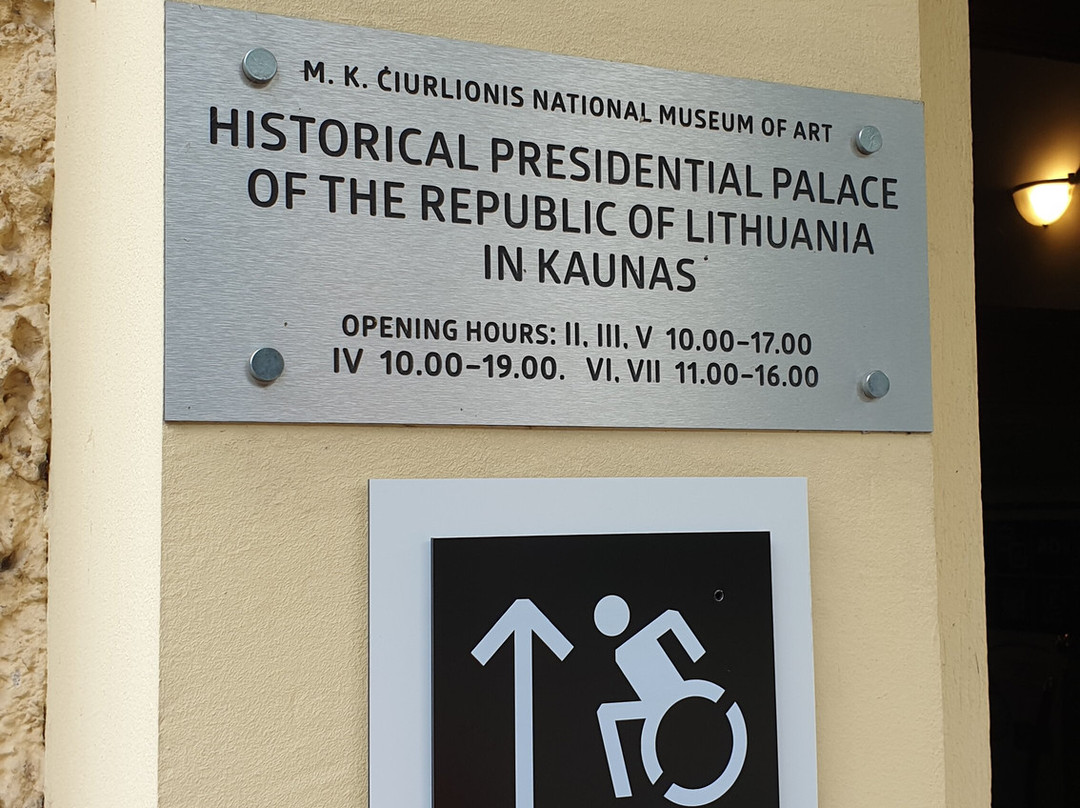 M. K. ČIURLIONIS NATIONAL MUSEUM OF ART
HISTORICAL PRESIDENTIAL PALACE
OF THE REPUBLIC OF LITHUANIA
IN KAUNAS
OPENING HOURS: II, III, V 10.00–17.00
IV 10.00–19.00. VI, VII 11.00–16.00